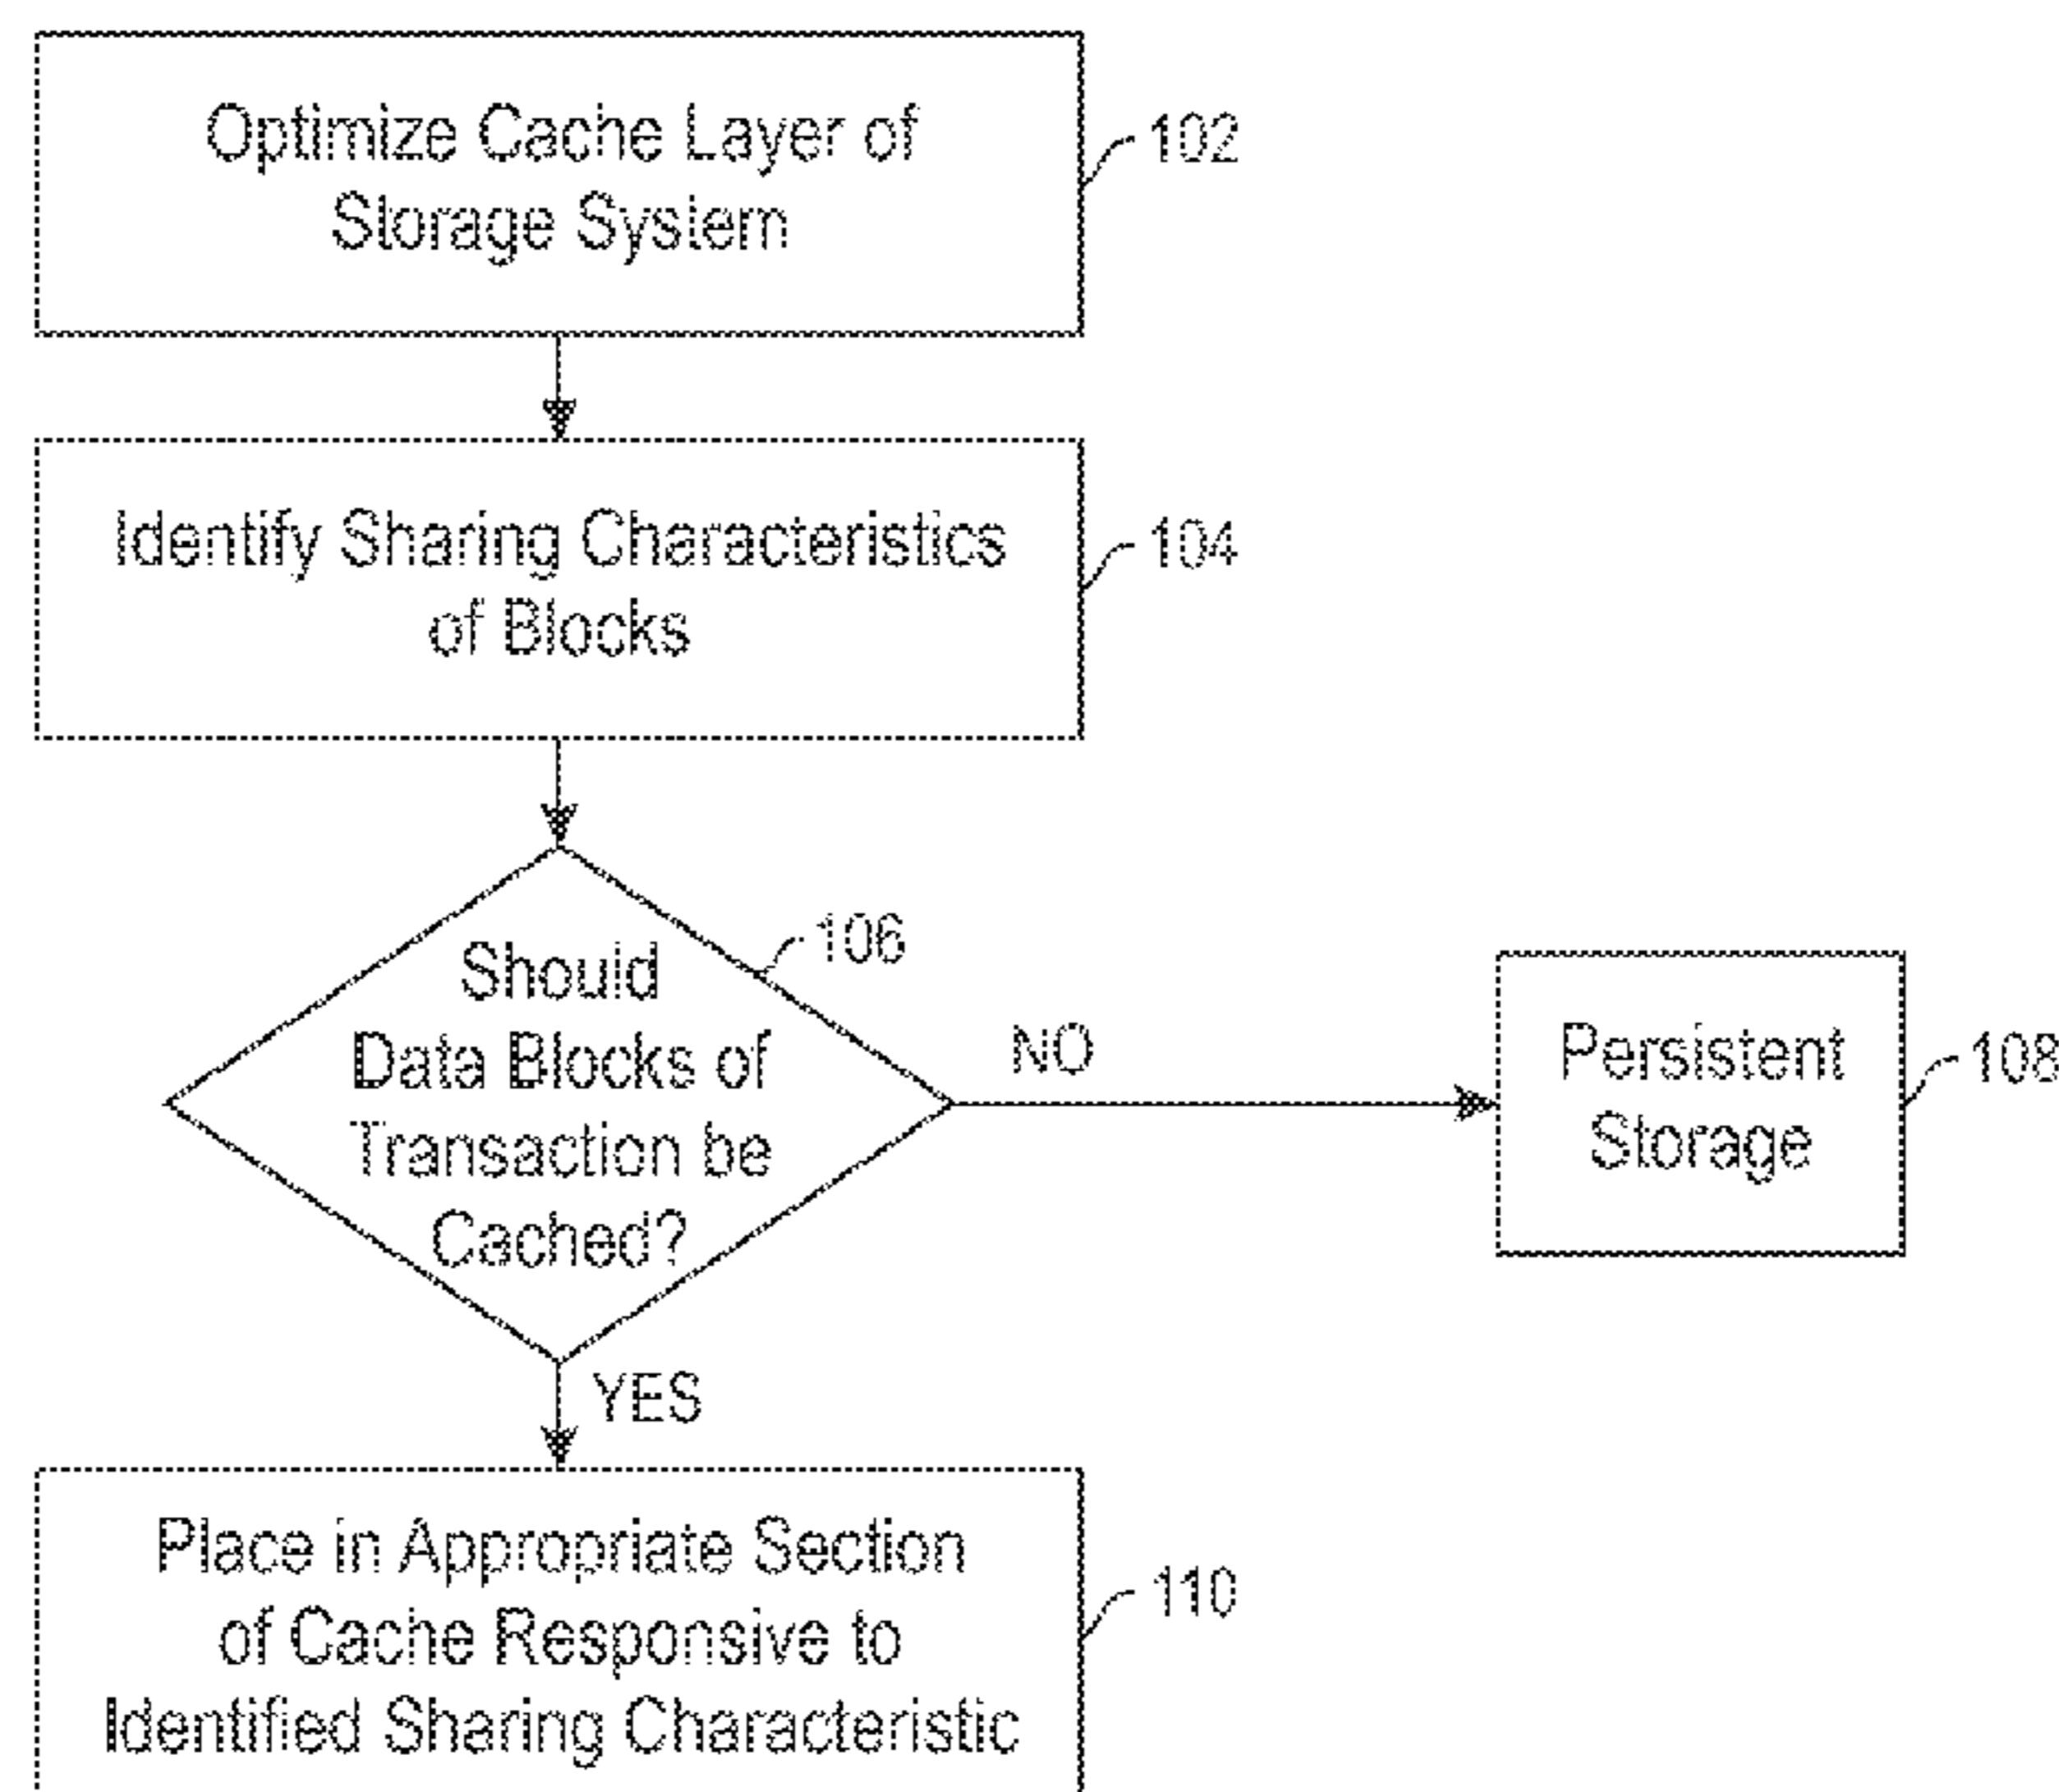 Optimize Cache Layer of
Storage System
102
Identify Sharing Characteristics
of Blocks
104
Should
Data Blocks of
Transaction be
Cached?
106
NO
Persistent
Storage
108
YES
Place in Appropriate Section
of Cache Responsive to
Identified Sharing Characteristic
110